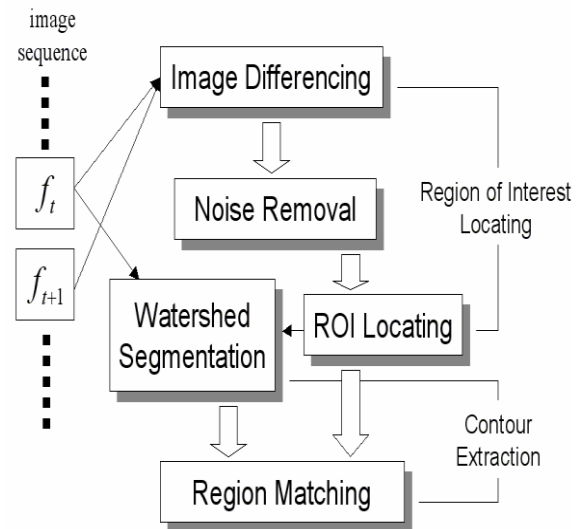 image
sequence
Image Differencing
f_t
Noise Removal
Region of Interest
Locating
f_{t+1}
Watershed
Segmentation
ROI Locating
Contour
Extraction
Region Matching